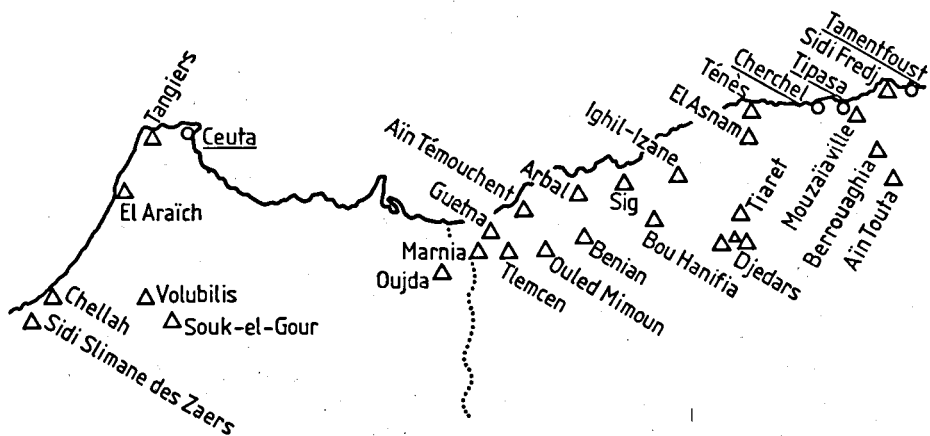 Tangiers
Ceuta
El Araïch
Chellah
Sidi Slimane des Zaers
Volubilis
Souk-el-Gour
Oujda
Marnia
Guetna
Aïn Témouchent
Tlemcen
Ouled Mimoun
Arbal
Benian
Sig
Ighil-Izane
Bou Hanifia
El Asnam
Ténès
Cherchel
Tipasa
Sidi Fredj
Tamentfoust
Tiaret
Djedars
Mouzaïaville
Berrouaghia
Aïn Touta